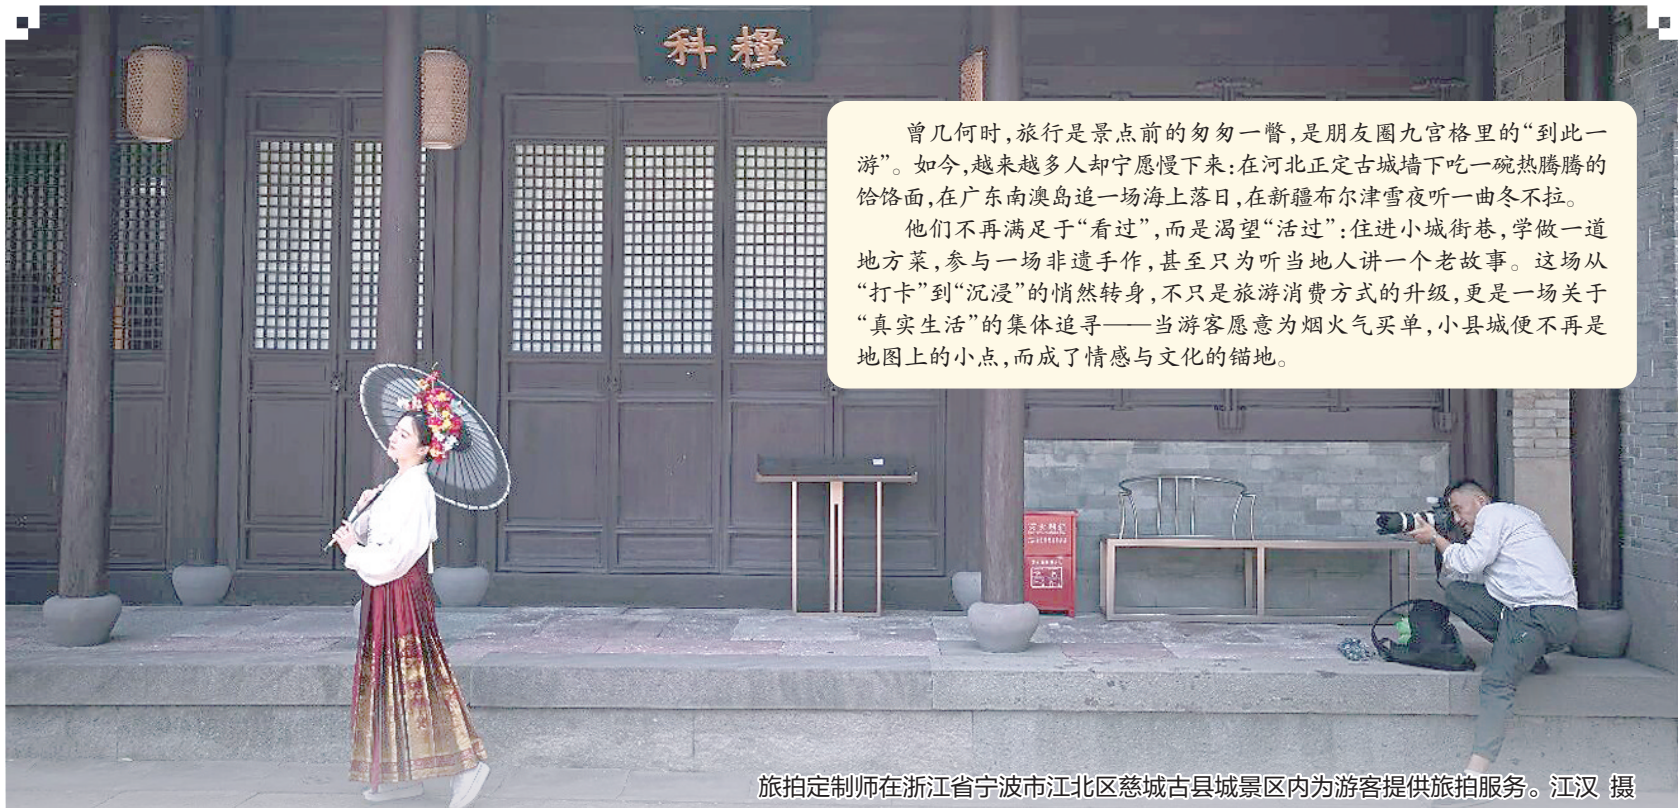 科糧
曾几何时，旅行是景点前的匆匆一瞥，是朋友圈九宫格里的“到此一
游”。如今，越来越多人却宁愿慢下来：在河北正定古城墙下吃一碗热腾腾的
饸饹面，在广东南澳岛追一场海上落日，在新疆布尔津雪夜听一曲冬不拉。
他们不再满足于“看过”，而是渴望“活过”：住进小城街巷，学做一道
地方菜，参与一场非遗手作，甚至只为听当地人讲一个老故事。这场从
“打卡”到“沉浸”的悄然转身，不只是旅游消费方式的升级，更是一场关于
“真实生活”的集体追寻——当游客愿意为烟火气买单，小县城便不再是
地图上的小点，而成了情感与文化的锚地。
旅拍定制师在浙江省宁波市江北区慈城古县城景区内为游客提供旅拍服务。江汉 摄